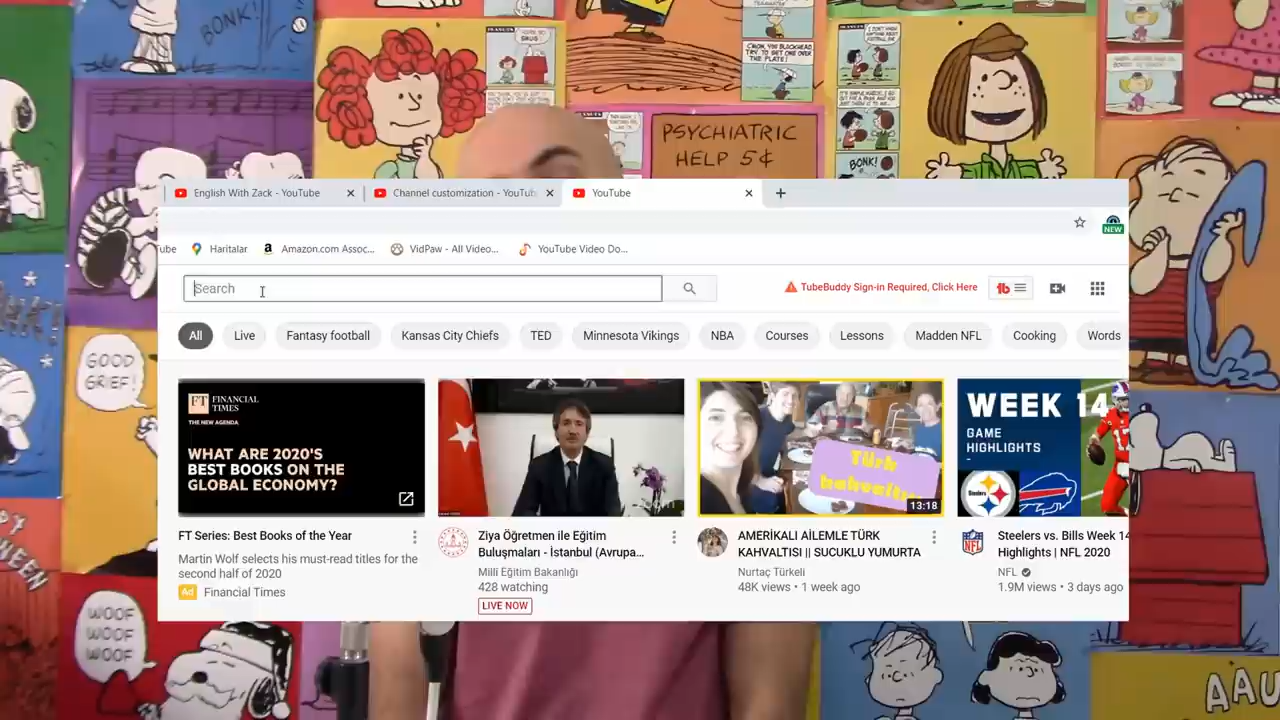 BONK!
PSYCHIATRIC
HELP 5¢
BONK!
English With Zack - YouTube
Channel customization - YouTub
YouTube
NEW
ube
Haritalar
Amazon.com Assoc...
VidPaw - All Video...
YouTube Video Do...
Search
TubeBuddy Sign-in Required, Click Here
tb
All
Live
Fantasy football
Kansas City Chiefs
TED
Minnesota Vikings
NBA
Courses
Lessons
Madden NFL
Cooking
Words
GOOD
GRIEF!
FT
FINANCIAL
TIMES
THE NEW AGENDA
WHAT ARE 2020'S
BEST BOOKS ON THE
GLOBAL ECONOMY?
Türk
kahvaltısı
13:18
WEEK 14
GAME
HIGHLIGHTS
Steelers
FT Series: Best Books of the Year
Martin Wolf selects his must-read titles for the
second half of 2020
Ad
Financial Times
Ziya Öğretmen ile Eğitim
Buluşmaları - İstanbul (Avrupa...
Millî Eğitim Bakanlığı
428 watching
LIVE NOW
AMERİKALI AİLEMLE TÜRK
KAHVALTISI || SUCUKLU YUMURTA
Nurtaç Türkeli
48K views • 1 week ago
Steelers vs. Bills Week 14
Highlights | NFL 2020
NFL
1.9M views • 3 days ago
WOOF
WOOF
WOOF
AAU